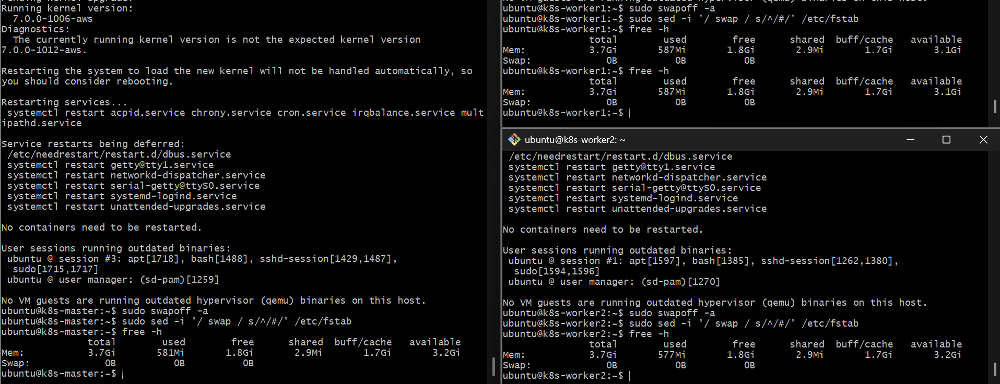 Running kernel version:
  7.0.0-1006-aws
Diagnostics:
  The currently running kernel version is not the expected kernel version
7.0.0-1012-aws.
Restarting the system to load the new kernel will not be handled automatically, so
you should consider rebooting.
Restarting services...
 systemctl restart acpid.service chrony.service cron.service irqbalance.service mult
ipathd.service
Service restarts being deferred:
 /etc/needrestart/restart.d/dbus.service
 systemctl restart getty@tty1.service
 systemctl restart networkd-dispatcher.service
 systemctl restart serial-getty@ttyS0.service
 systemctl restart systemd-logind.service
 systemctl restart unattended-upgrades.service
No containers need to be restarted.
User sessions running outdated binaries:
 ubuntu @ session #3: apt[1718], bash[1488], sshd-session[1429,1487],
  sudo[1715,1717]
 ubuntu @ user manager: (sd-pam)[1259]
No VM guests are running outdated hypervisor (qemu) binaries on this host.
ubuntu@k8s-master:~$ sudo swapoff -a
ubuntu@k8s-master:~$ sudo sed -i '/ swap / s/^/#/' /etc/fstab
ubuntu@k8s-master:~$ free -h
               total        used        free      shared  buff/cache   available
Mem:           3.7Gi       581Mi       1.8Gi       2.9Mi       1.7Gi       3.2Gi
Swap:             0B          0B          0B
ubuntu@k8s-master:~$
ubuntu@k8s-worker1:~$ sudo swapoff -a
ubuntu@k8s-worker1:~$ sudo sed -i '/ swap / s/^/#/' /etc/fstab
ubuntu@k8s-worker1:~$ free -h
               total        used        free      shared  buff/cache   available
Mem:           3.7Gi       587Mi       1.8Gi       2.9Mi       1.7Gi       3.1Gi
Swap:             0B          0B          0B
ubuntu@k8s-worker1:~$ free -h
               total        used        free      shared  buff/cache   available
Mem:           3.7Gi       587Mi       1.8Gi       2.9Mi       1.7Gi       3.1Gi
Swap:             0B          0B          0B
ubuntu@k8s-worker1:~$
ubuntu@k8s-worker2: ~
 /etc/needrestart/restart.d/dbus.service
 systemctl restart getty@tty1.service
 systemctl restart networkd-dispatcher.service
 systemctl restart serial-getty@ttyS0.service
 systemctl restart systemd-logind.service
 systemctl restart unattended-upgrades.service
No containers need to be restarted.
User sessions running outdated binaries:
 ubuntu @ session #1: apt[1597], bash[1385], sshd-session[1262,1380],
  sudo[1594,1596]
 ubuntu @ user manager: (sd-pam)[1270]
No VM guests are running outdated hypervisor (qemu) binaries on this host.
ubuntu@k8s-worker2:~$ sudo swapoff -a
ubuntu@k8s-worker2:~$ sudo sed -i '/ swap / s/^/#/' /etc/fstab
ubuntu@k8s-worker2:~$ free -h
               total        used        free      shared  buff/cache   available
Mem:           3.7Gi       577Mi       1.8Gi       2.9Mi       1.7Gi       3.2Gi
Swap:             0B          0B          0B
ubuntu@k8s-worker2:~$